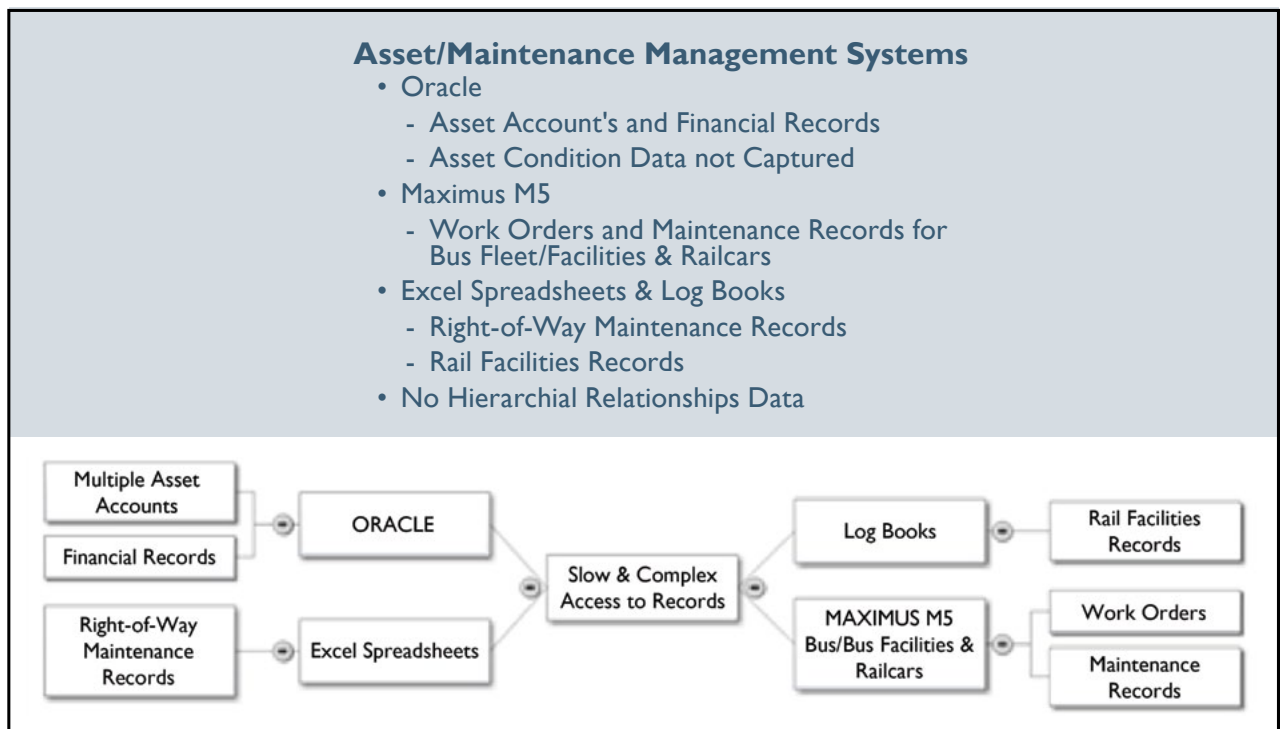 Asset/Maintenance Management Systems
• Oracle
- Asset Account's and Financial Records
- Asset Condition Data not Captured
• Maximus M5
- Work Orders and Maintenance Records for
Bus Fleet/Facilities & Railcars
• Excel Spreadsheets & Log Books
- Right-of-Way Maintenance Records
- Rail Facilities Records
• No Hierarchial Relationships Data
Multiple Asset
Accounts
Financial Records
ORACLE
Right-of-Way
Maintenance
Records
Excel Spreadsheets
Slow & Complex
Access to Records
Log Books
Rail Facilities
Records
MAXIMUS M5
Bus/Bus Facilities &
Railcars
Work Orders
Maintenance
Records